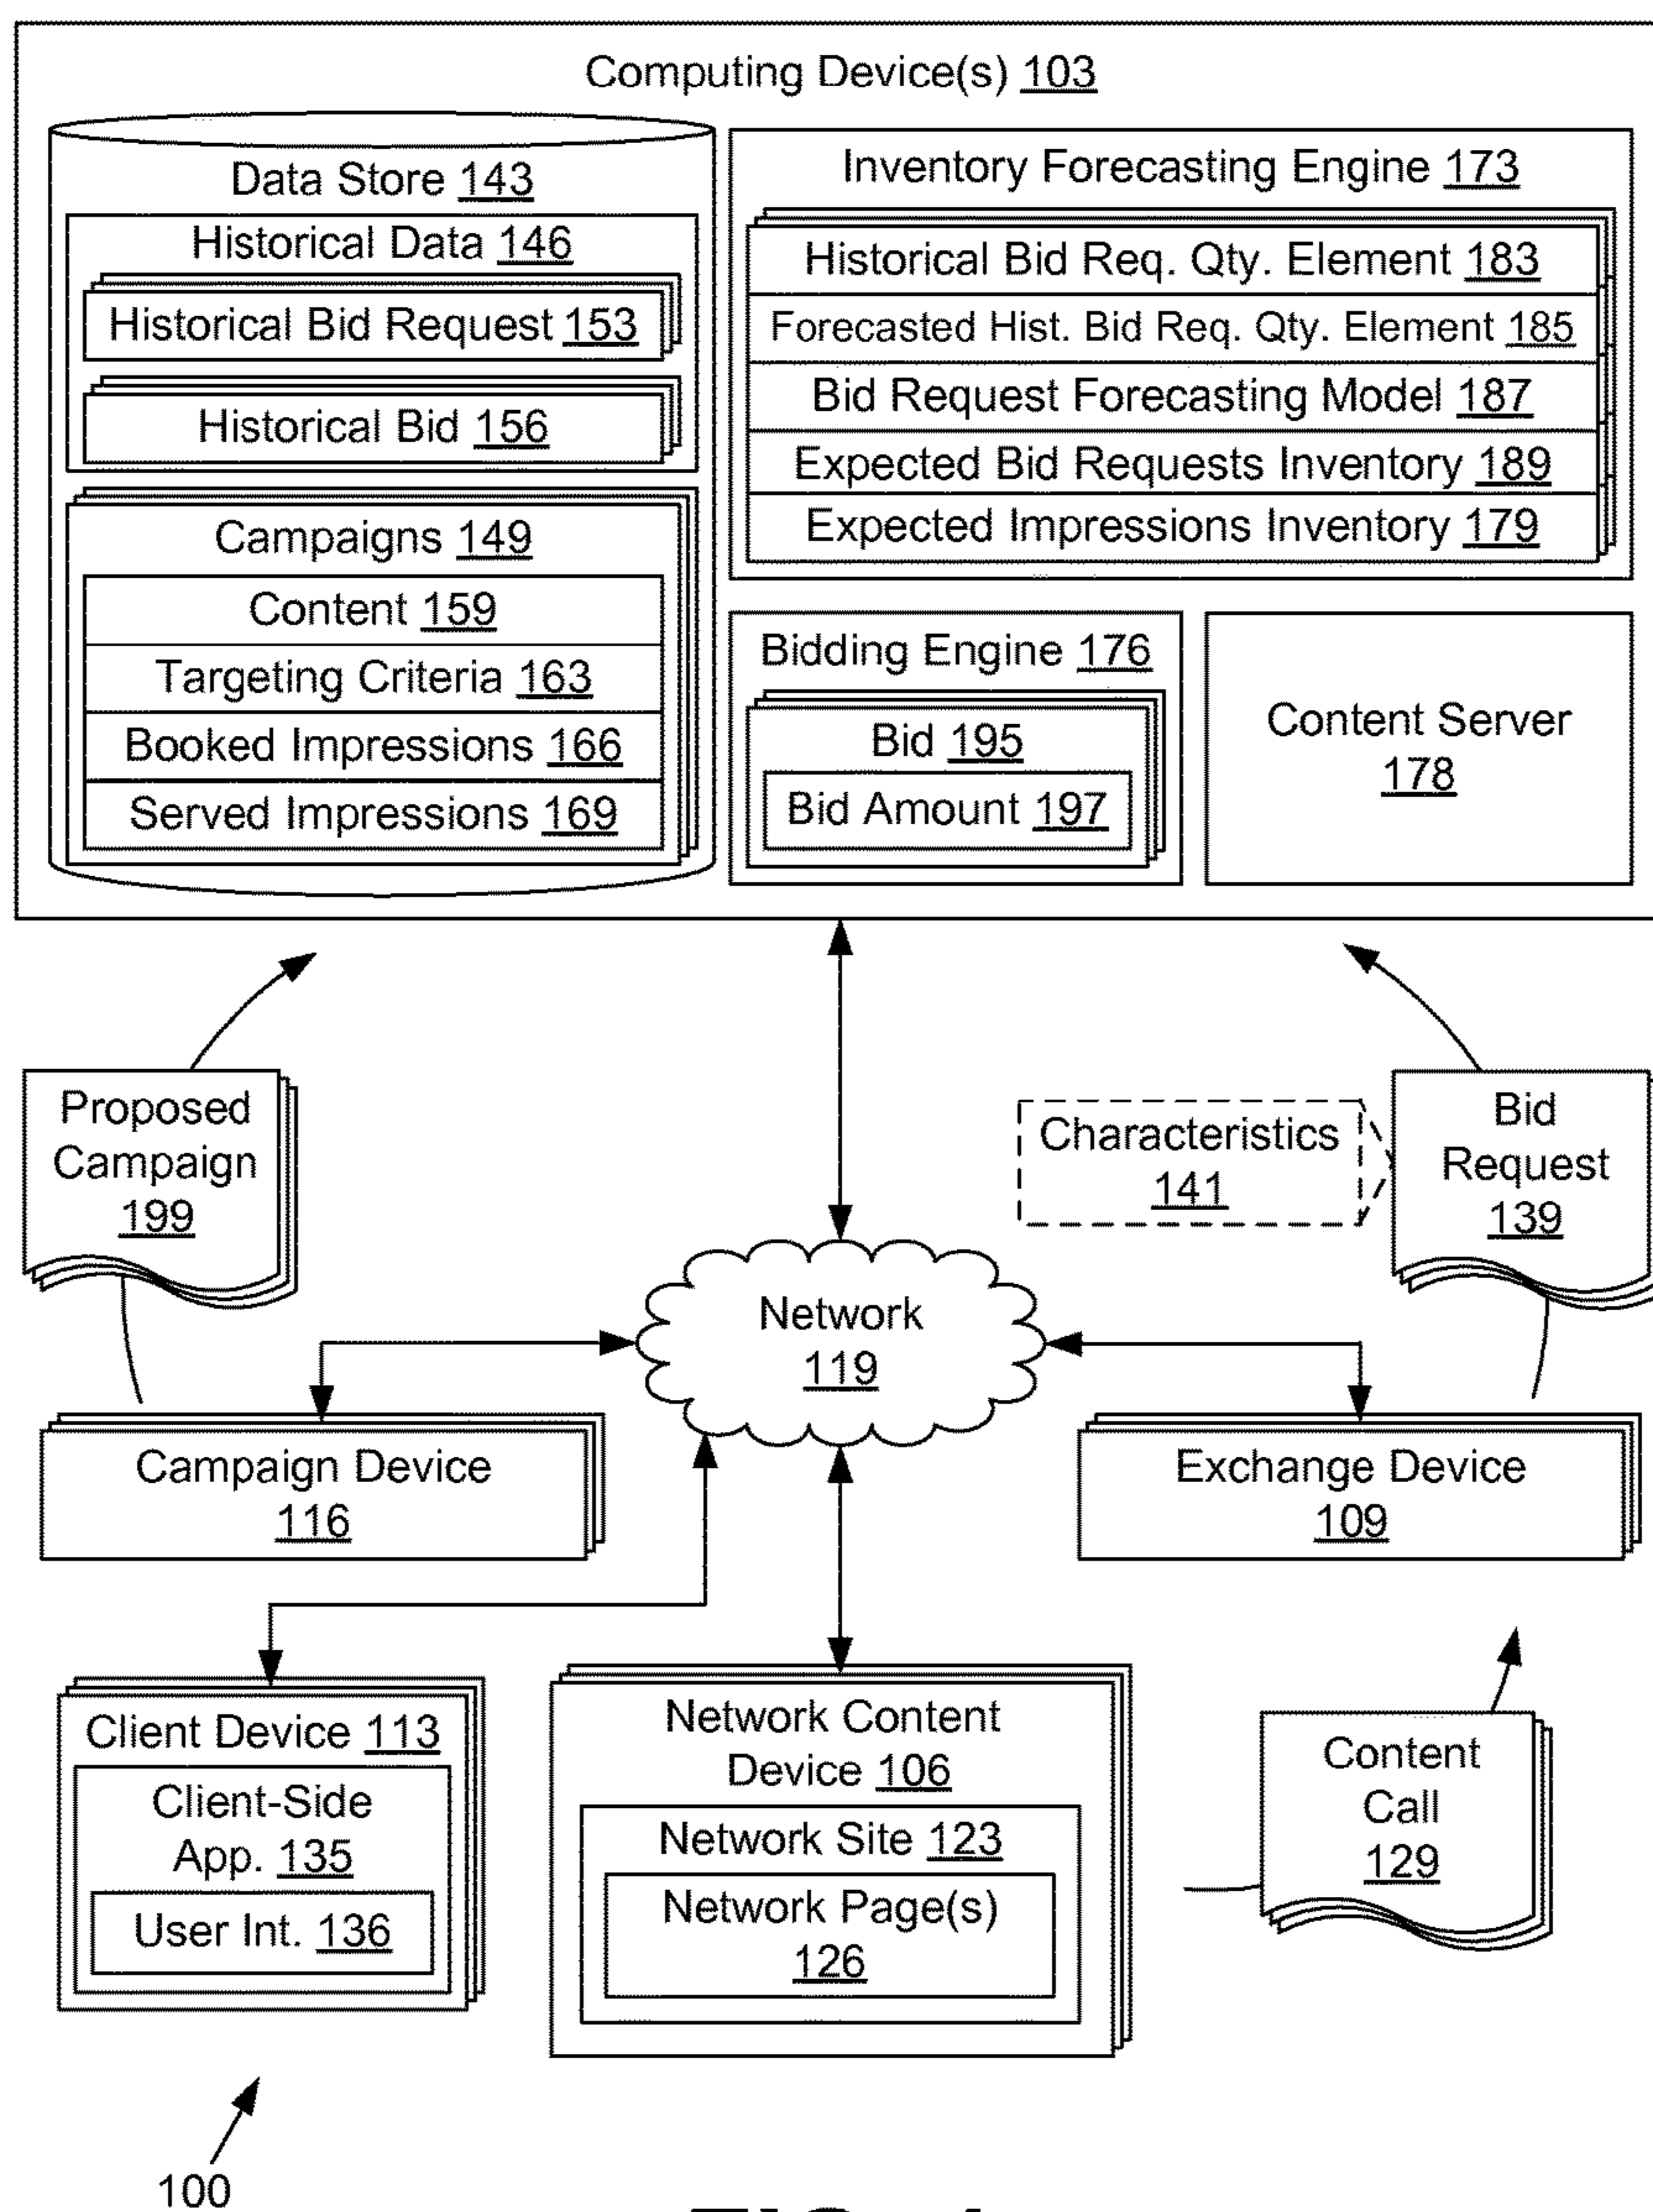 Computing Device(s) 103
Data Store 143
Historical Data 146
Historical Bid Request 153
Historical Bid 156
Campaigns 149
Content 159
Targeting Criteria 163
Booked Impressions 166
Served Impressions 169
Inventory Forecasting Engine 173
Historical Bid Req. Qty. Element 183
Forecasted Hist. Bid Req. Qty. Element 185
Bid Request Forecasting Model 187
Expected Bid Requests Inventory 189
Expected Impressions Inventory 179
Bidding Engine 176
Bid 195
Bid Amount 197
Content Server
178
Proposed
Campaign
199
Characteristics
141
Bid
Request
139
Network
119
Campaign Device
116
Exchange Device
109
Client Device 113
Client-Side
App. 135
User Int. 136
Network Content
Device 106
Network Site 123
Network Page(s)
126
Content
Call
129
100